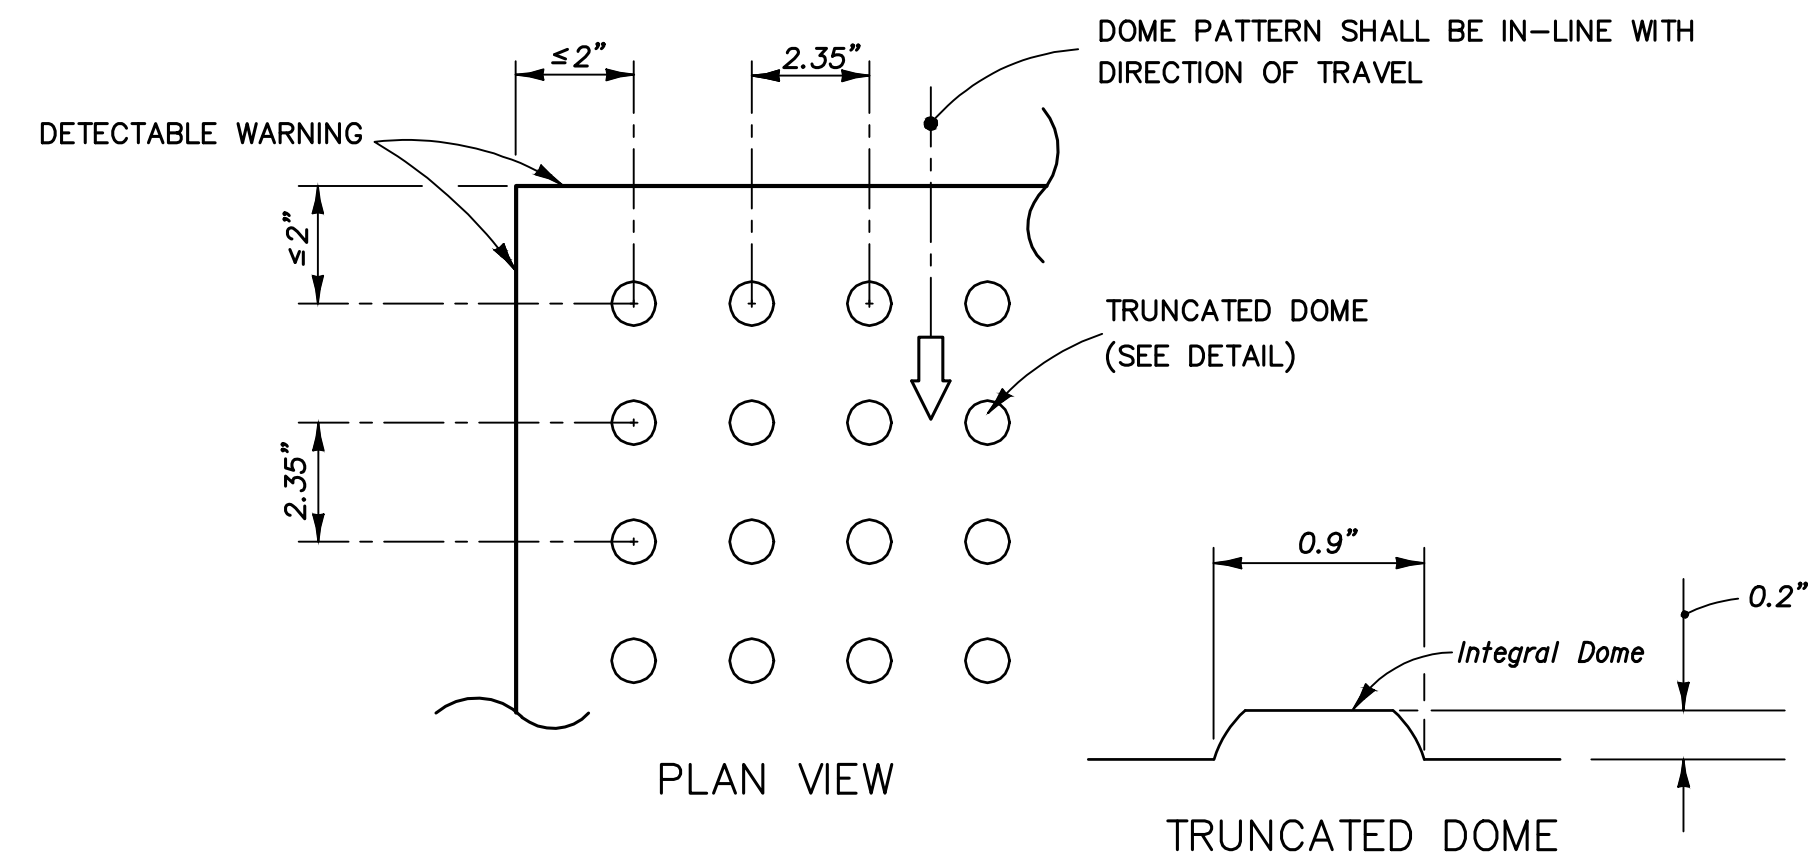 DOME PATTERN SHALL BE IN-LINE WITH
DIRECTION OF TRAVEL
≤2”
2.35”
DETECTABLE WARNING
≤2”
TRUNCATED DOME
(SEE DETAIL)
2.35”
0.9”
0.2”
Integral Dome
PLAN VIEW
TRUNCATED DOME